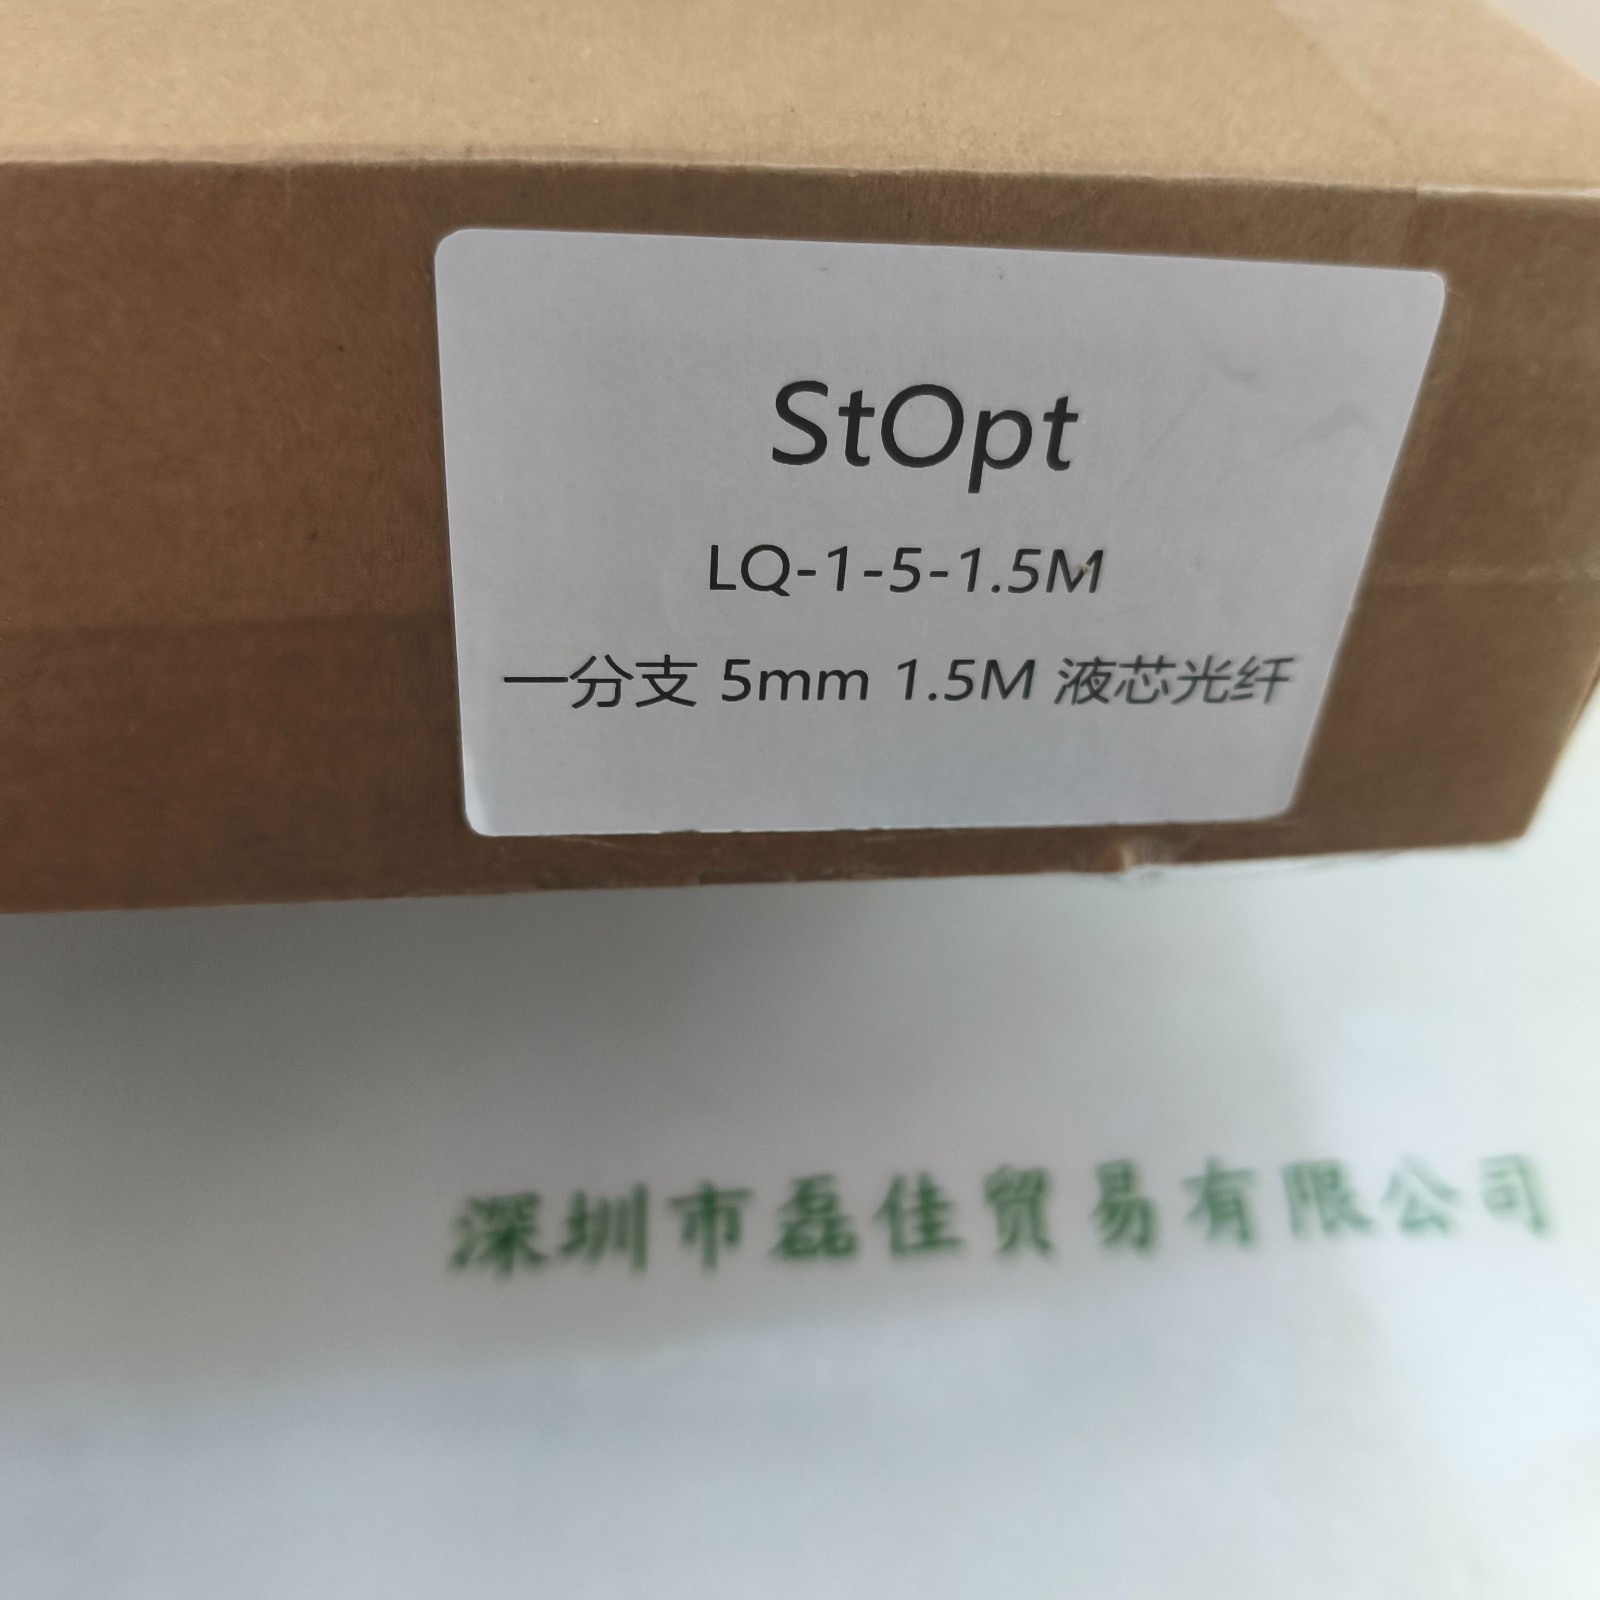 StOpt
LQ-1-5-1.5M
一分支 5mm 1.5M 液芯光纤
深圳市磊佳贸易有限公司